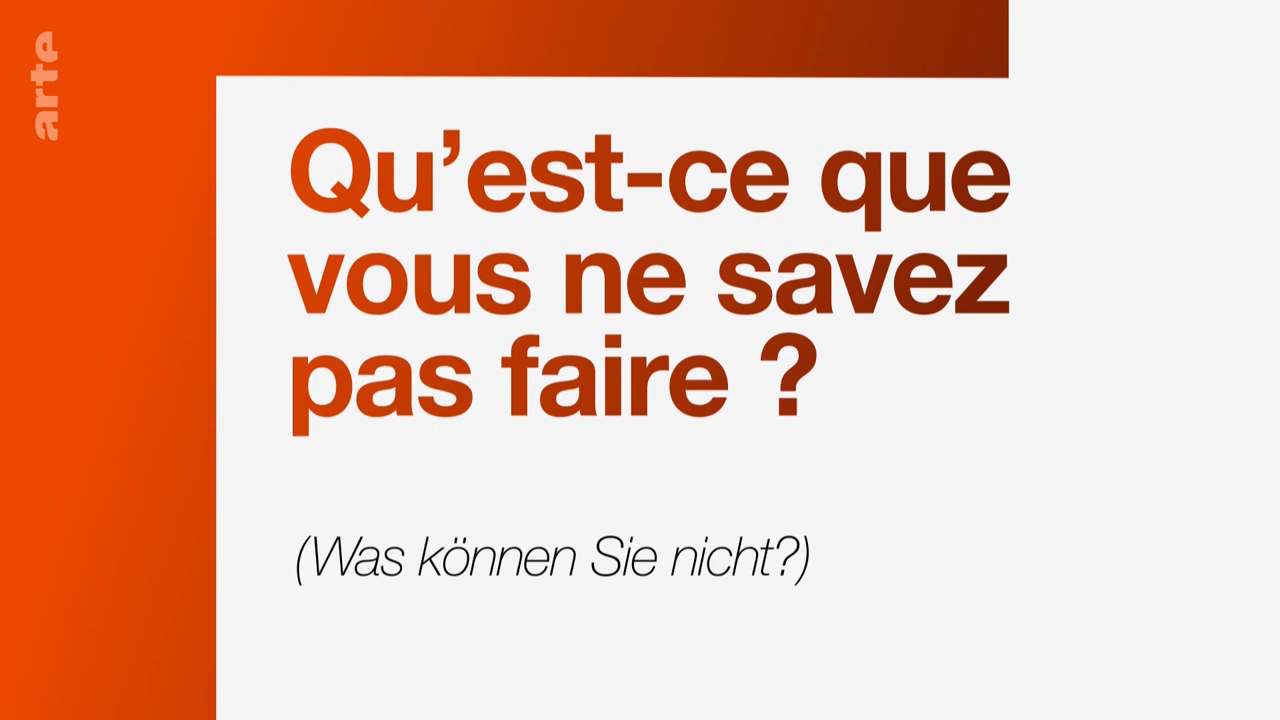 arte
Qu’est-ce que
vous ne savez
pas faire ?
(Was können Sie nicht?)